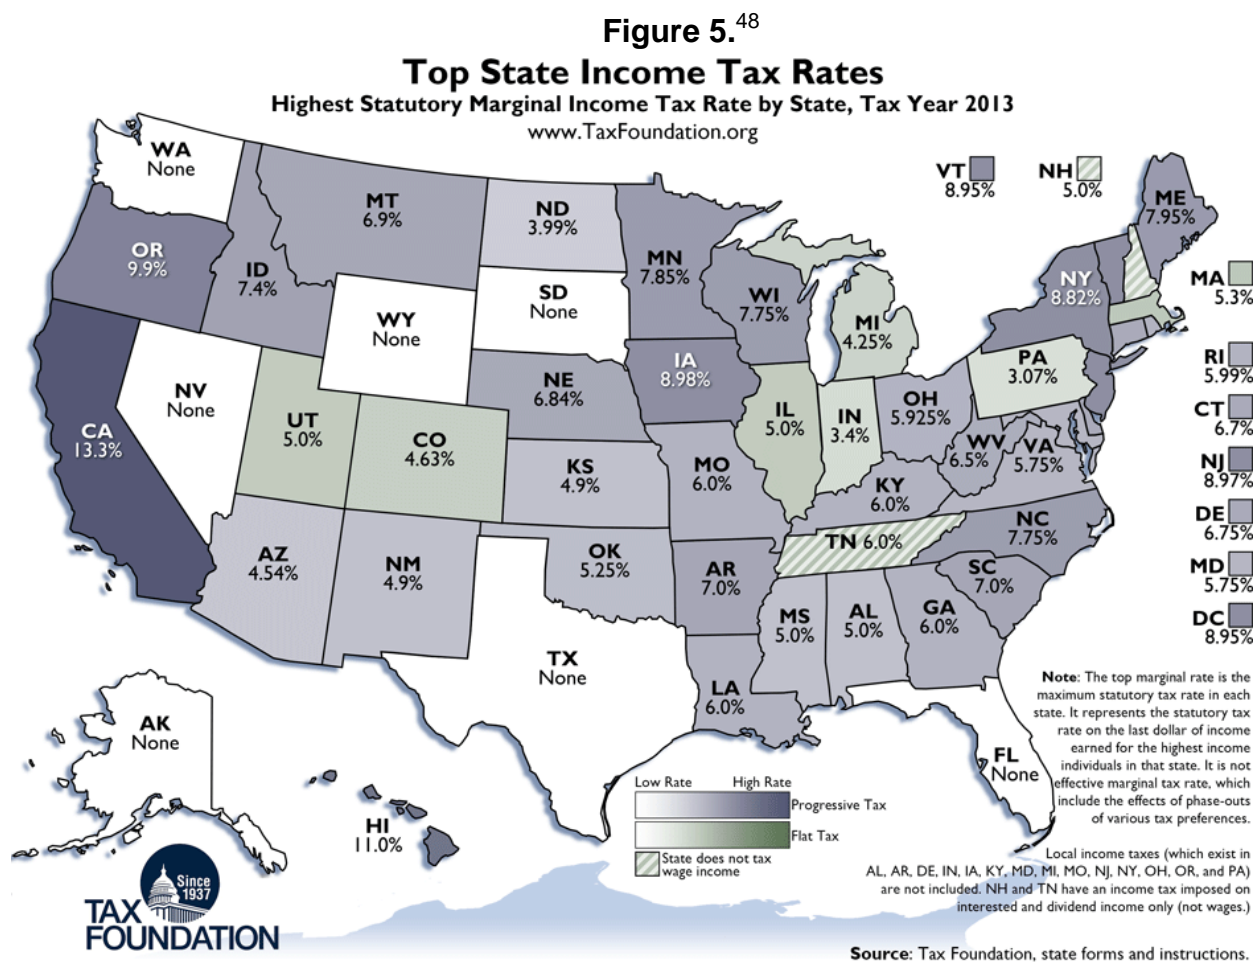 Figure 5.48
Top State Income Tax Rates
Highest Statutory Marginal Income Tax Rate by State, Tax Year 2013
www.TaxFoundation.org
WA
None
MT
6.9%
ND
3.99%
MN
7.85%
VT
8.95%
NH
5.0%
ME
7.95%
OR
9.9%
ID
7.4%
SD
None
WI
7.75%
NY
8.82%
MA
5.3%
WY
None
MI
4.25%
RI
5.99%
NV
None
NE
6.84%
IA
8.98%
PA
3.07%
CT
6.7%
CA
13.3%
UT
5.0%
CO
4.63%
IL
5.0%
IN
3.4%
OH
5.925%
WV
6.5%
VA
5.75%
NJ
8.97%
KS
4.9%
MO
6.0%
KY
6.0%
DE
6.75%
AZ
4.54%
NM
4.9%
OK
5.25%
AR
7.0%
TN 6.0%
NC
7.75%
SC
7.0%
MD
5.75%
MS
5.0%
AL
5.0%
GA
6.0%
DC
8.95%
TX
None
LA
6.0%
AK
None
FL
None
HI
11.0%
Low Rate High Rate
Progressive Tax
Flat Tax
State does not tax
wage income
Note: The top marginal rate is the
maximum statutory tax rate in each
state. It represents the statutory tax
rate on the last dollar of income
earned for the highest income
individuals in that state. It is not
effective marginal tax rate, which
include the effects of phase-outs
of various tax preferences.
Local income taxes (which exist in
AL, AR, DE, IN, IA, KY, MD, MI, MO, NJ, NY, OH, OR, and PA)
are not included. NH and TN have an income tax imposed on
interested and dividend income only (not wages.)
Since
1937
TAX
FOUNDATION
Source: Tax Foundation, state forms and instructions.